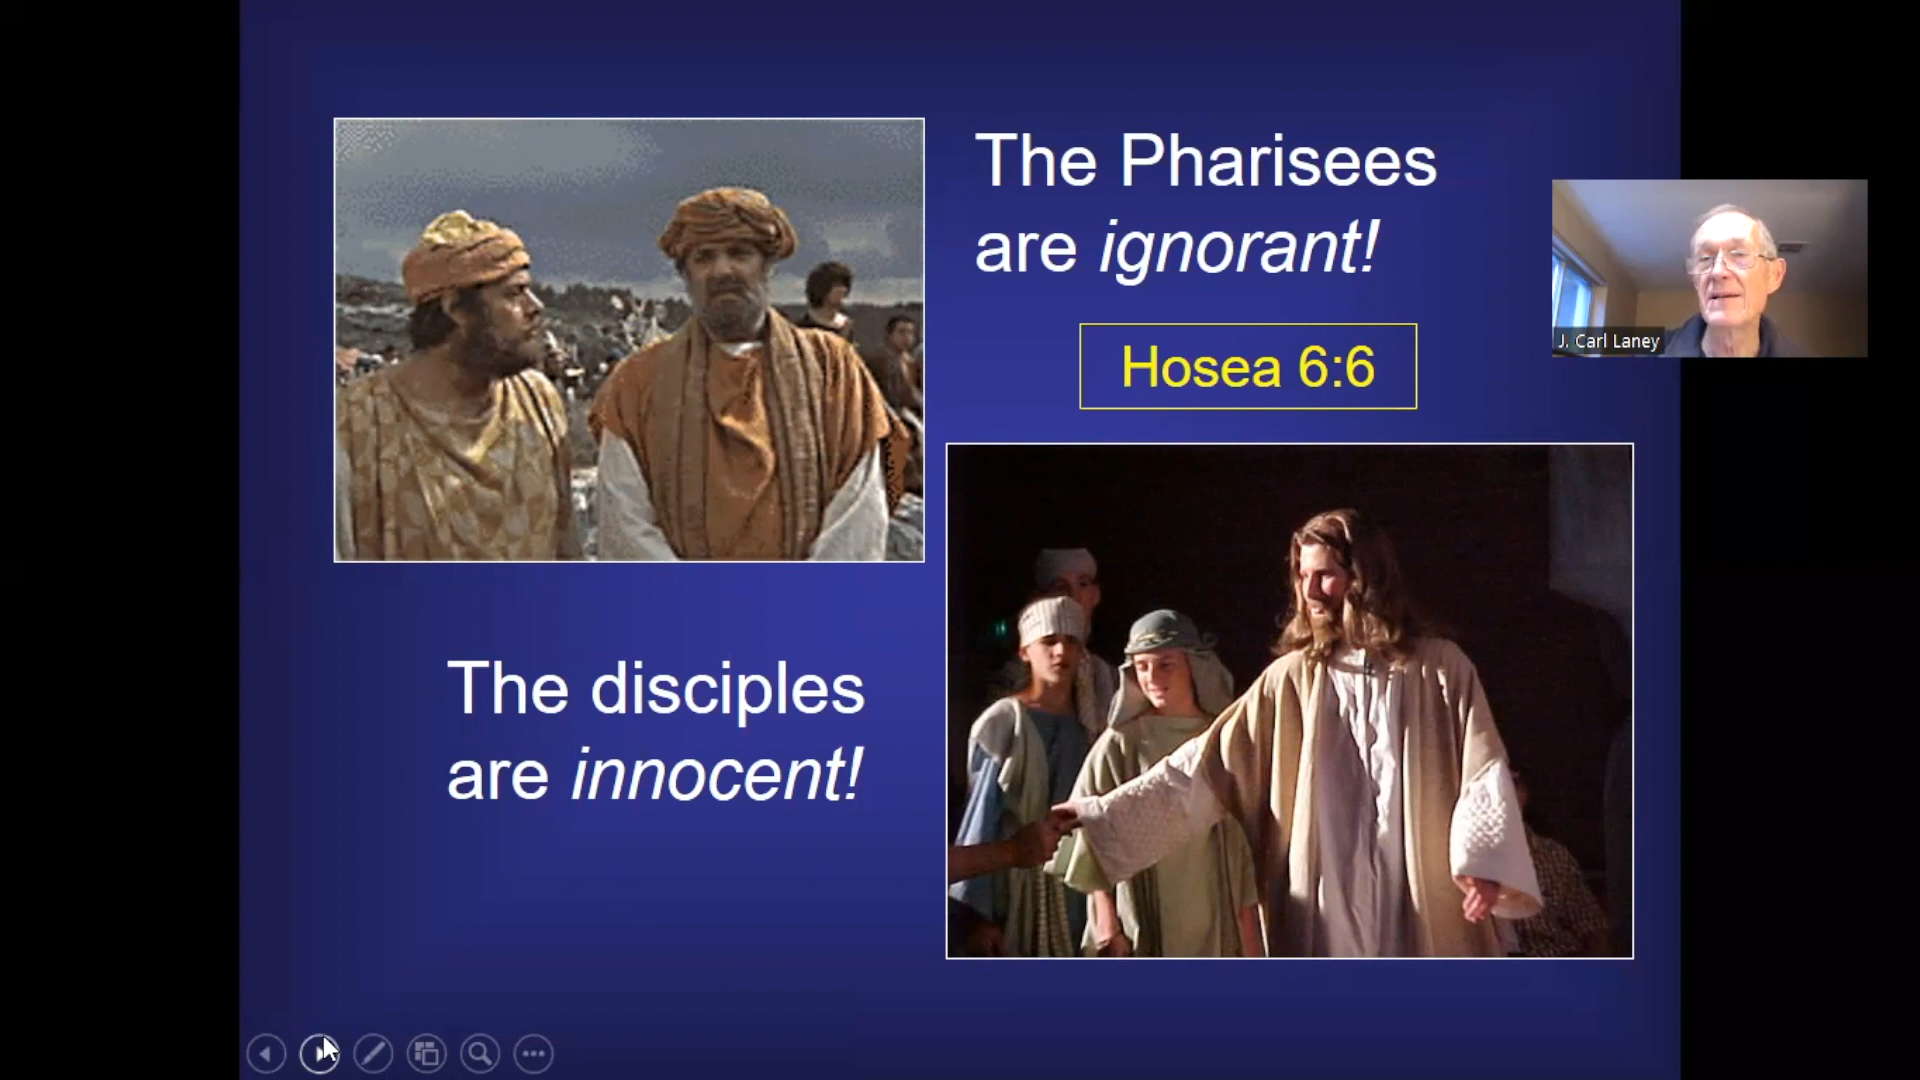 The Pharisees
are ignorant!
Hosea 6:6
J. Carl Laney
The disciples
are innocent!